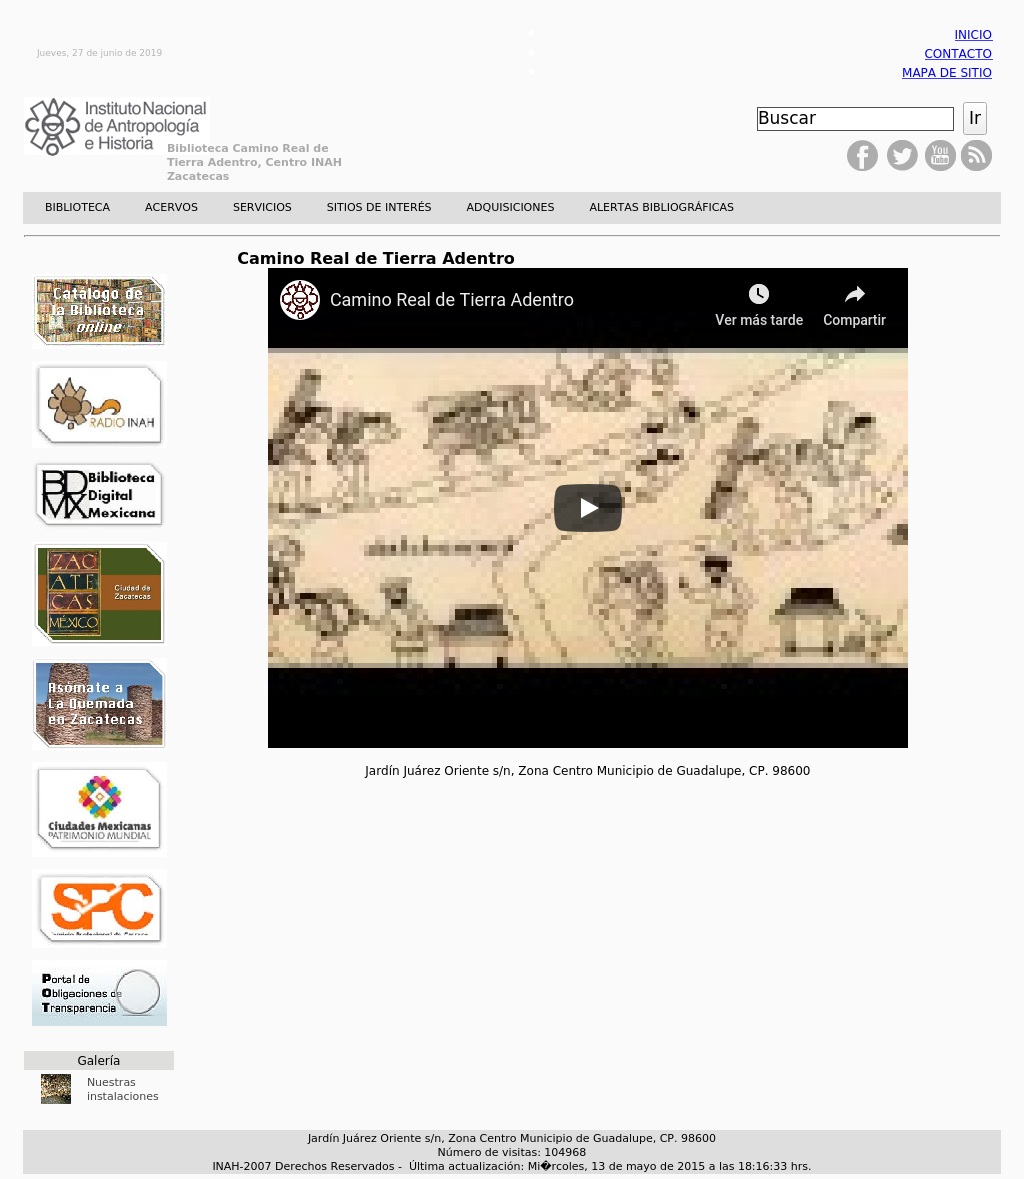 Jueves, 27 de junio de 2019
INICIO
CONTACTO
MAPA DE SITIO
Instituto Nacional
de Antropología
e Historia
Biblioteca Camino Real de
Tierra Adentro, Centro INAH
Zacatecas
Buscar
Ir
You
Tube
BIBLIOTECA ACERVOS SERVICIOS SITIOS DE INTERÉS ADQUISICIONES ALERTAS BIBLIOGRÁFICAS
Camino Real de Tierra Adentro
Camino Real de Tierra Adentro
Ver más tarde
Compartir
Catálogo de
la Biblioteca
online
RADIO INAH
BDMX
Biblioteca
Digital
Mexicana
ZAC
ATE
CAS
MÉXICO
Ciudad de
Zacatecas
Asómate a
La Quemada
en Zacatecas
Ciudades Mexicanas
PATRIMONIO MUNDIAL
SPC
Portal de
Obligaciones de
Transparencia
Galería
Nuestras
instalaciones
Jardín Juárez Oriente s/n, Zona Centro Municipio de Guadalupe, CP. 98600
Jardín Juárez Oriente s/n, Zona Centro Municipio de Guadalupe, CP. 98600
Número de visitas: 104968
INAH-2007 Derechos Reservados - Última actualización: Mi�rcoles, 13 de mayo de 2015 a las 18:16:33 hrs.